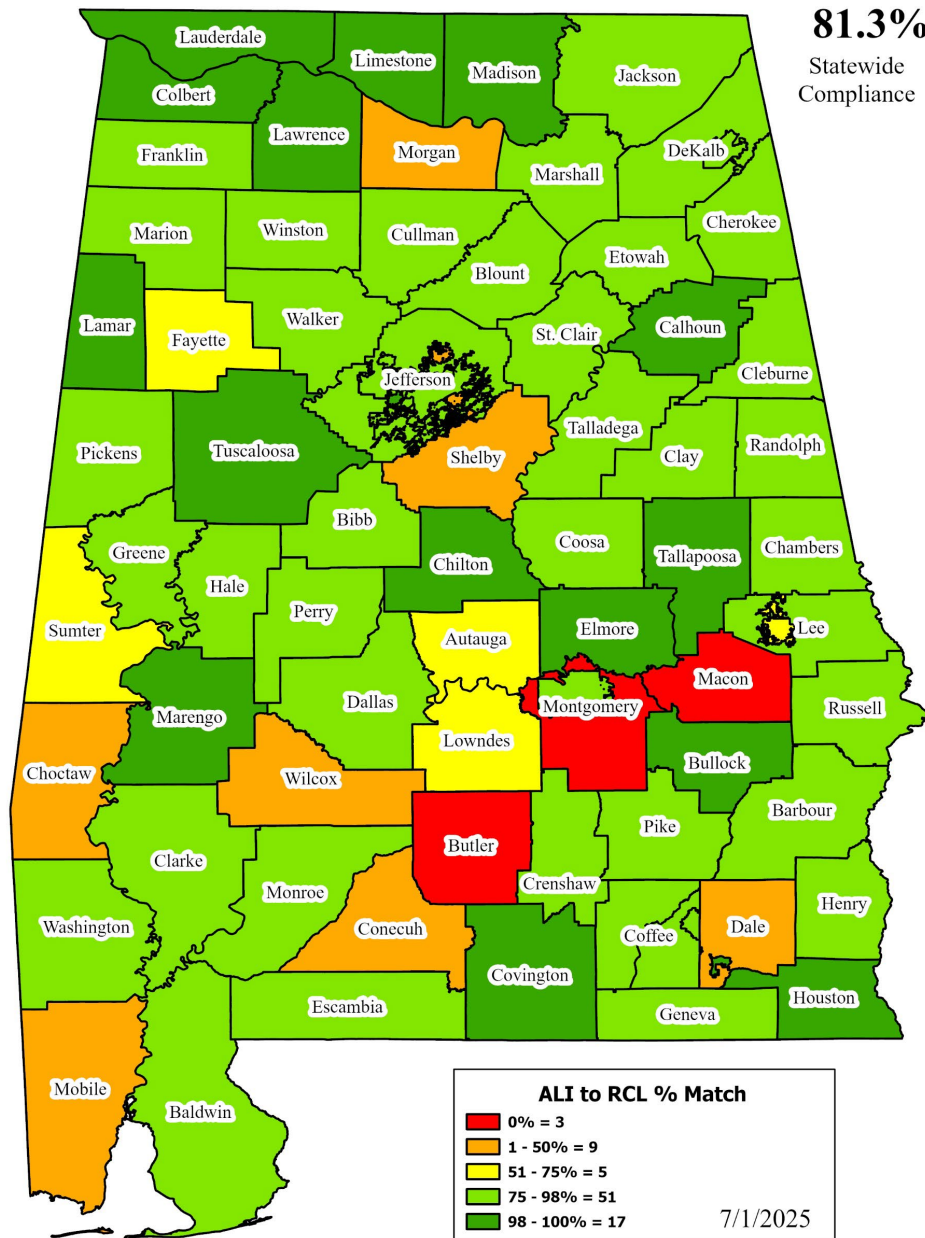 81.3%
Statewide
Compliance
Lauderdale
Limestone
Madison
Jackson
Colbert
Lawrence
Franklin
Morgan
DeKalb
Marshall
Cherokee
Marion
Winston
Cullman
Etowah
Blount
Lamar
Fayette
Walker
St. Clair
Calhoun
Jefferson
Cleburne
Pickens
Tuscaloosa
Shelby
Talladega
Clay
Randolph
Bibb
Greene
Coosa
Tallapoosa
Chambers
Chilton
Hale
Perry
Sumter
Autauga
Elmore
Lee
Macon
Dallas
Montgomery
Russell
Marengo
Lowndes
Bullock
Choctaw
Wilcox
Barbour
Pike
Butler
Clarke
Monroe
Crenshaw
Henry
Washington
Conecuh
Coffee
Dale
Covington
Houston
Escambia
Geneva
Mobile
Baldwin
ALI to RCL % Match
0% = 3
1 - 50% = 9
51 - 75% = 5
75 - 98% = 51
98 - 100% = 17
7/1/2025